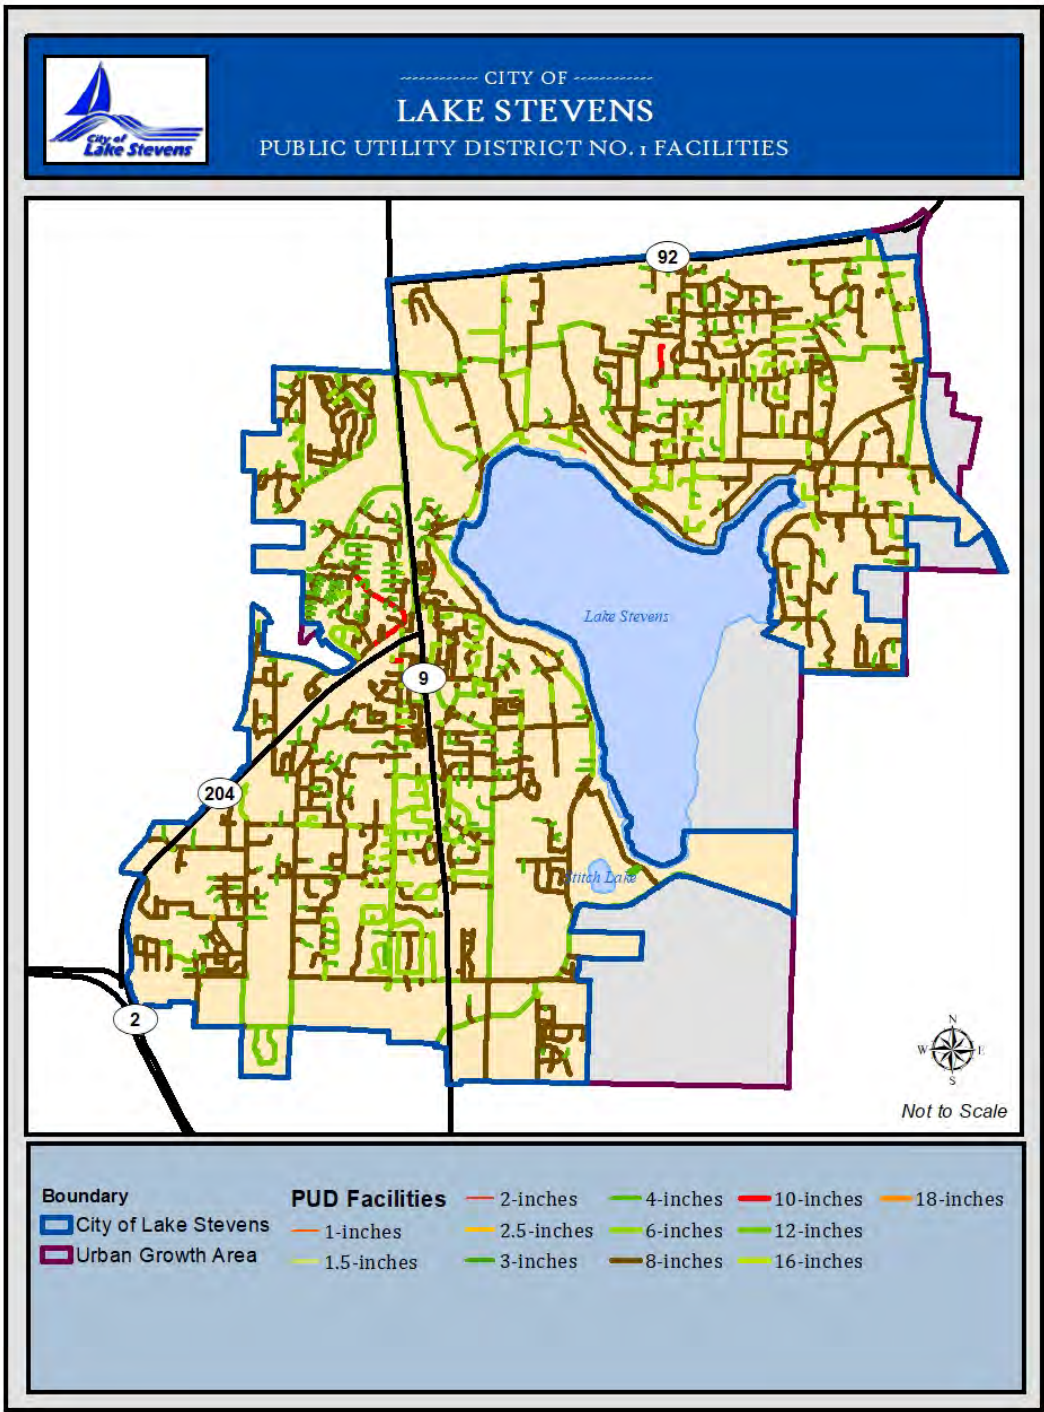 City of
Lake Stevens
------------ CITY OF ------------
LAKE STEVENS
PUBLIC UTILITY DISTRICT NO. 1 FACILITIES
92
Lake Stevens
9
204
Stitch Lake
2
N
W E
S
Not to Scale
Boundary
City of Lake Stevens
Urban Growth Area
PUD Facilities
1-inches
1.5-inches
2-inches
2.5-inches
3-inches
4-inches
6-inches
8-inches
10-inches
12-inches
16-inches
18-inches